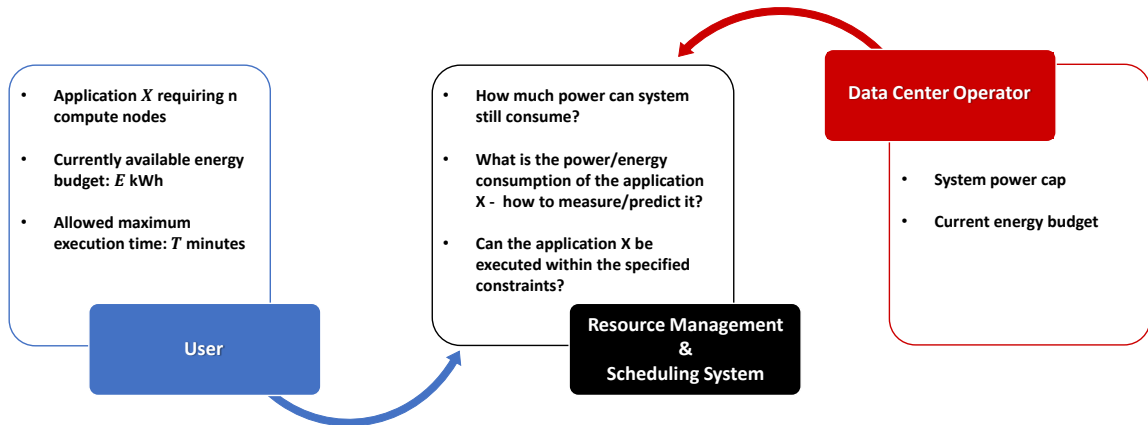 • Application X requiring n
compute nodes
• Currently available energy
budget: E kWh
• Allowed maximum
execution time: T minutes
User
• How much power can system
still consume?
• What is the power/energy
consumption of the application
X - how to measure/predict it?
• Can the application X be
executed within the specified
constraints?
Resource Management
&
Scheduling System
Data Center Operator
• System power cap
• Current energy budget